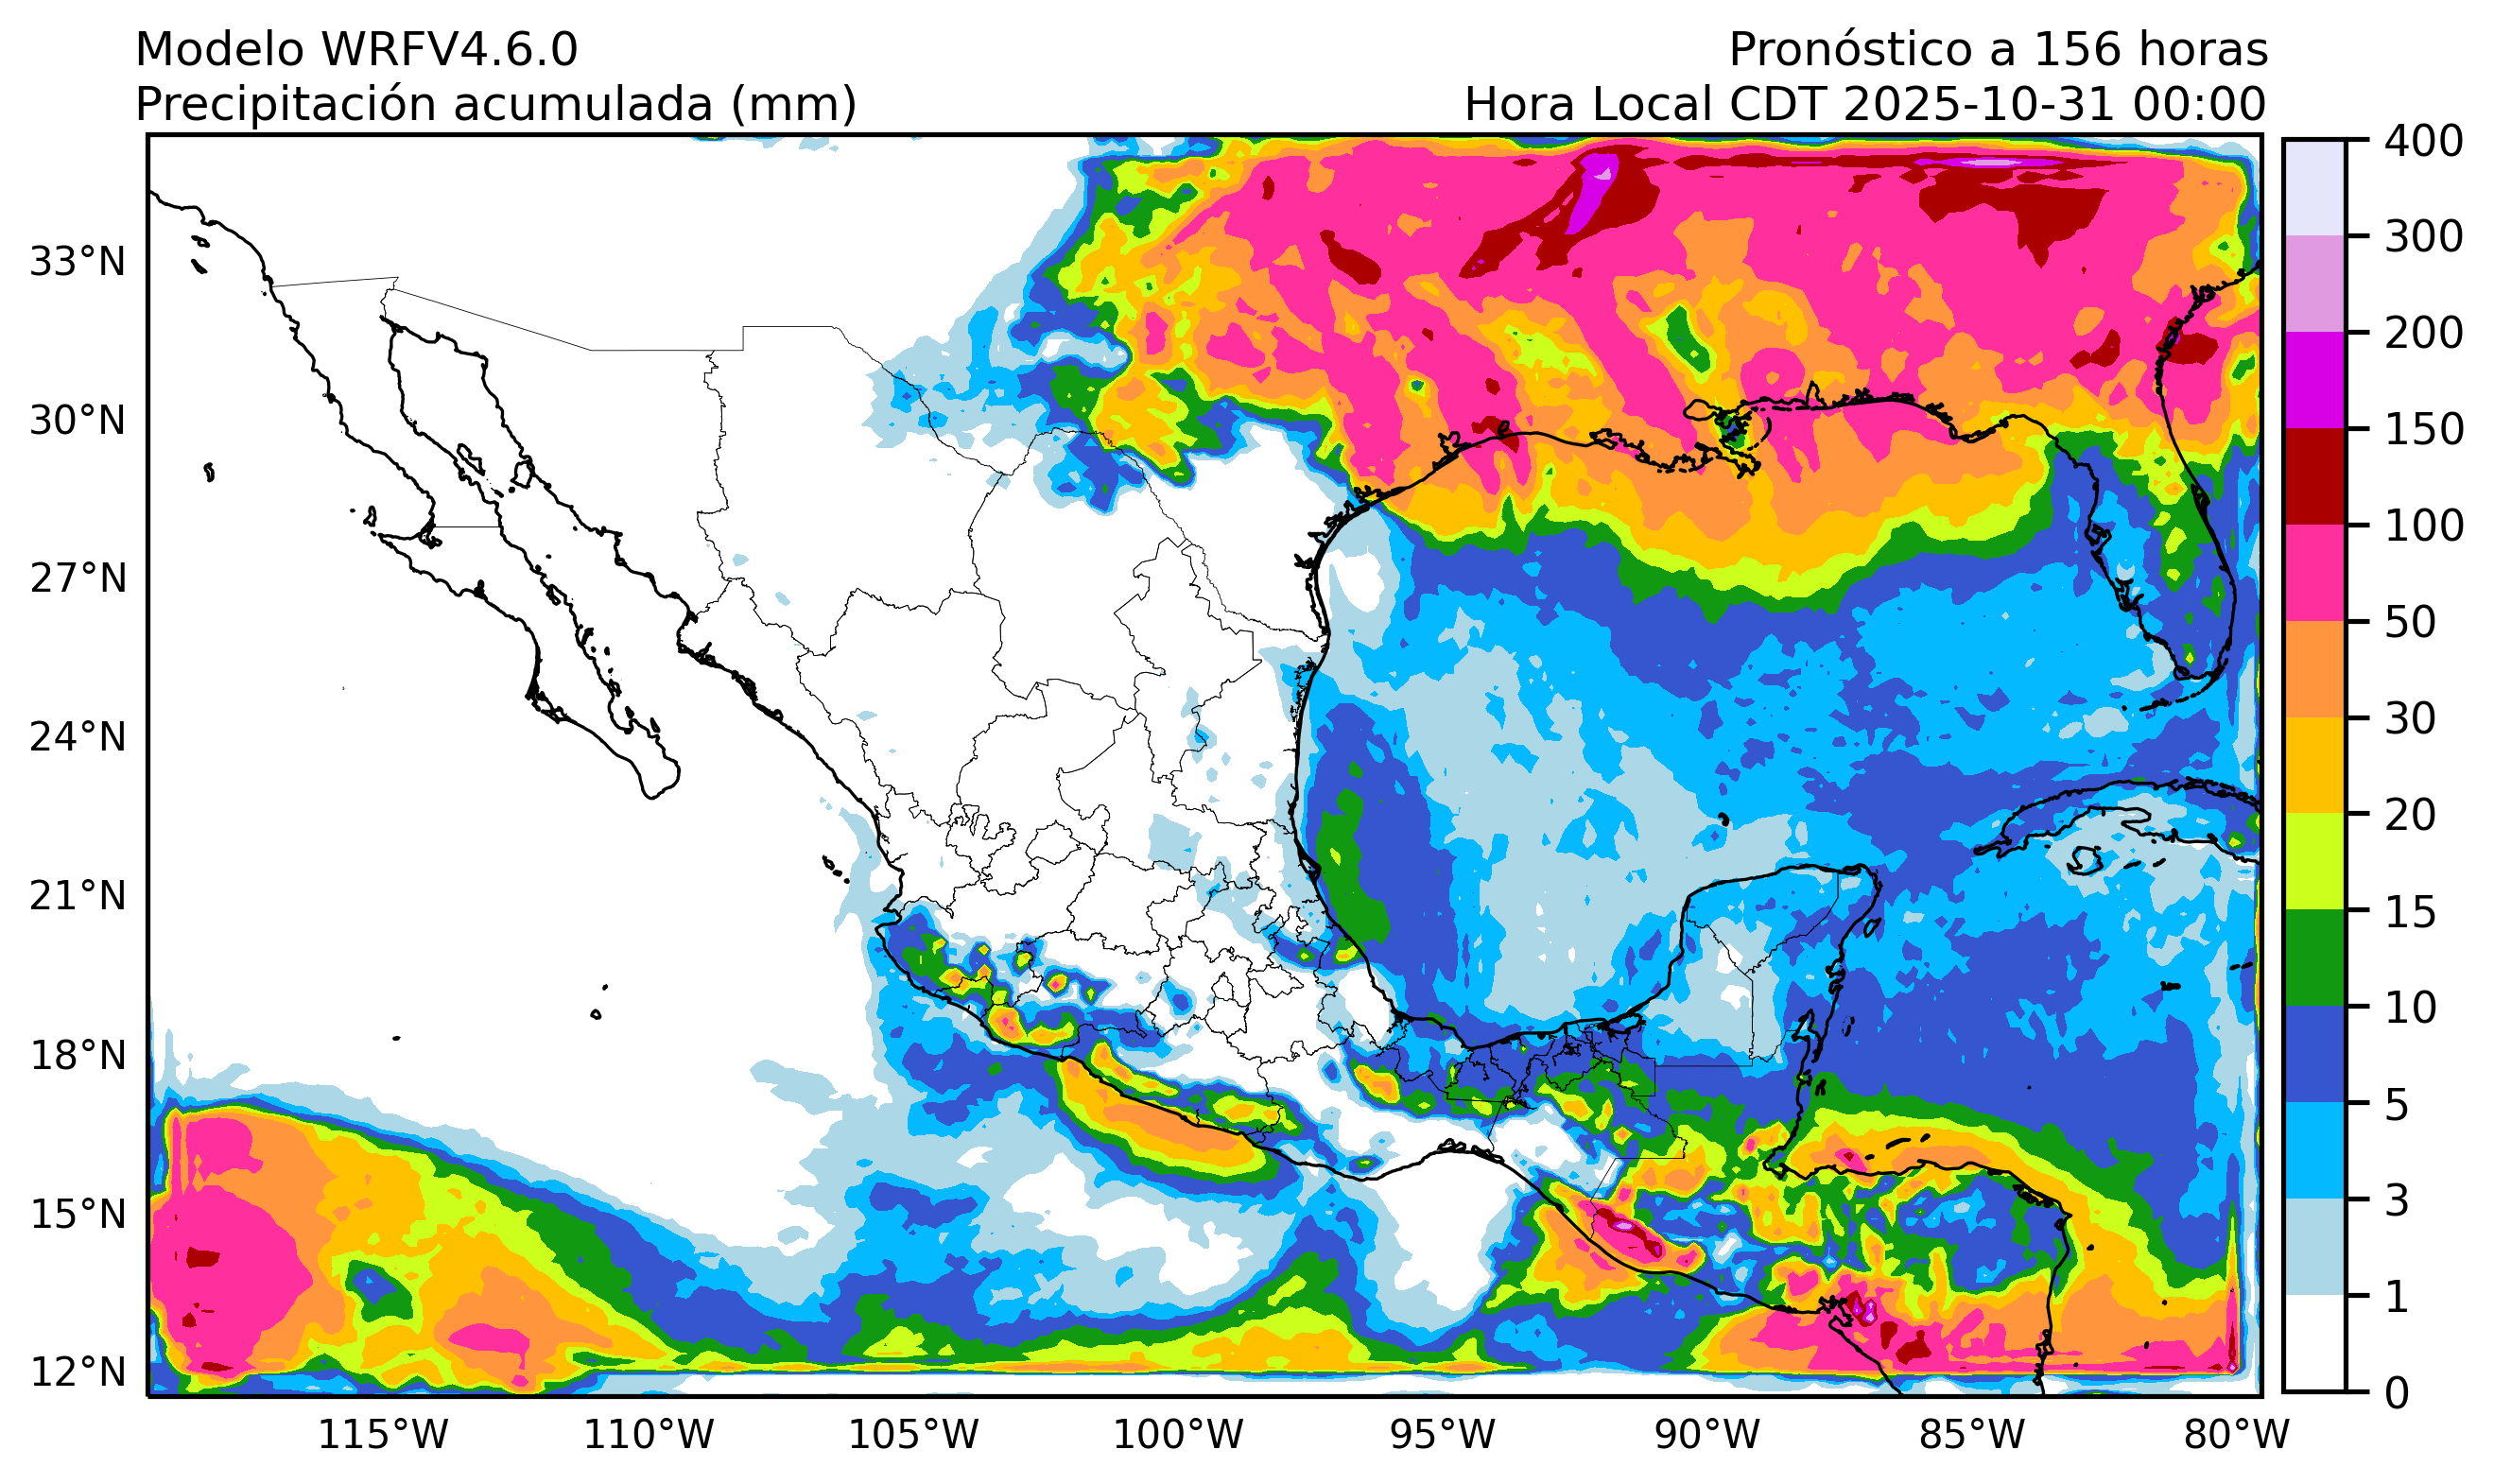 Modelo WRFV4.6.0
Pronóstico a 156 horas
Precipitación acumulada (mm)
Hora Local CDT 2025-10-31 00:00
400
300
200
150
100
50
30
20
15
10
5
3
1
0
33°N
30°N
27°N
24°N
21°N
18°N
15°N
12°N
115°W
110°W
105°W
100°W
95°W
90°W
85°W
80°W